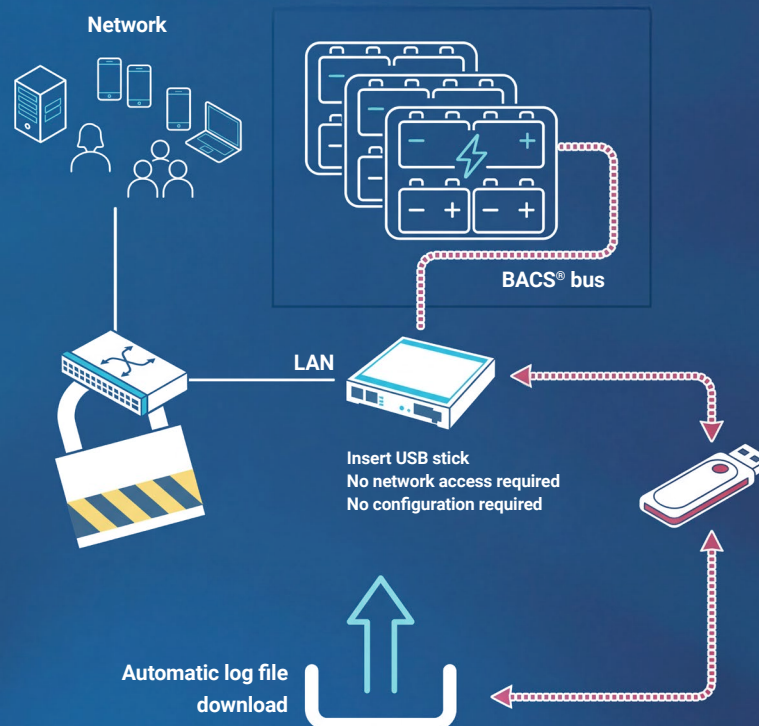 Network
BACS® bus
LAN
Insert USB stick
No network access required
No configuration required
Automatic log file
download